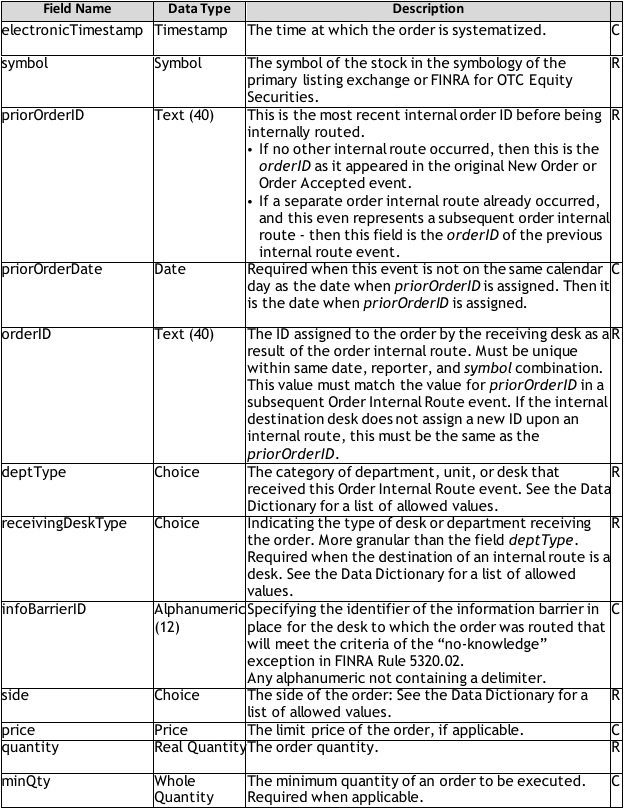 Field Name Data Type Description
electronicTimestamp Timestamp The time at which the order is systematized. C
symbol Symbol The symbol of the stock in the symbology of the R
primary listing exchange or FINRA for OTC Equity
Securities.
priorOrderID Text (40) This is the most recent internal order ID before being R
internally routed.
• If no other internal route occurred, then this is the
orderID as it appeared in the original New Order or
Order Accepted event.
• If a separate order internal route already occurred,
and this even represents a subsequent order internal
route - then this field is the orderID of the previous
internal route event.
priorOrderDate Date Required when this event is not on the same calendar C
day as the date when priorOrderID is assigned. Then it
is the date when priorOrderID is assigned.
orderID Text (40) The ID assigned to the order by the receiving desk as a R
result of the order internal route. Must be unique
within same date, reporter, and symbol combination.
This value must match the value for priorOrderID in a
subsequent Order Internal Route event. If the internal
destination desk does not assign a new ID upon an
internal route, this must be the same as the
priorOrderID.
deptType Choice The category of department, unit, or desk that R
received this Order Internal Route event. See the Data
Dictionary for a list of allowed values.
receivingDeskType Choice Indicating the type of desk or department receiving R
the order. More granular than the field deptType.
Required when the destination of an internal route is a
desk. See the Data Dictionary for a list of allowed
values.
infoBarrierID Alphanumeric Specifying the identifier of the information barrier in C
(12) place for the desk to which the order was routed that
will meet the criteria of the “no-knowledge”
exception in FINRA Rule 5320.02.
Any alphanumeric not containing a delimiter.
side Choice The side of the order: See the Data Dictionary for a R
list of allowed values.
price Price The limit price of the order, if applicable. C
quantity Real Quantity The order quantity. R
minQty Whole The minimum quantity of an order to be executed. C
Quantity Required when applicable.